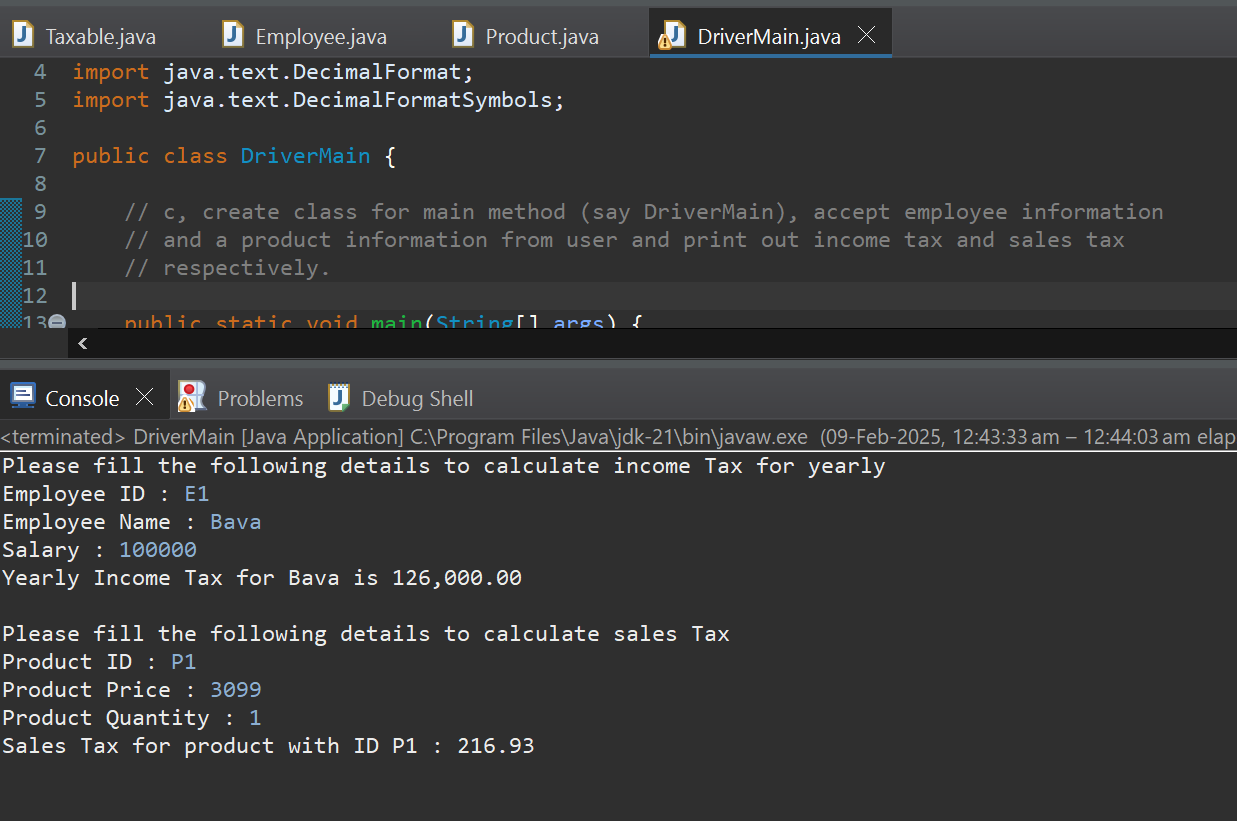 Taxable.java Employee.java Product.java DriverMain.java
4 import java.text.DecimalFormat;
5 import java.text.DecimalFormatSymbols;
6
7 public class DriverMain {
8
9 // c, create class for main method (say DriverMain), accept employee information
10 // and a product information from user and print out income tax and sales tax
11 // respectively.
12
13 public static void main(String[] args) {
Console Problems Debug Shell
<terminated> DriverMain [Java Application] C:\Program Files\Java\jdk-21\bin\javaw.exe (09-Feb-2025, 12:43:33 am – 12:44:03 am elap
Please fill the following details to calculate income Tax for yearly
Employee ID : E1
Employee Name : Bava
Salary : 100000
Yearly Income Tax for Bava is 126,000.00
Please fill the following details to calculate sales Tax
Product ID : P1
Product Price : 3099
Product Quantity : 1
Sales Tax for product with ID P1 : 216.93